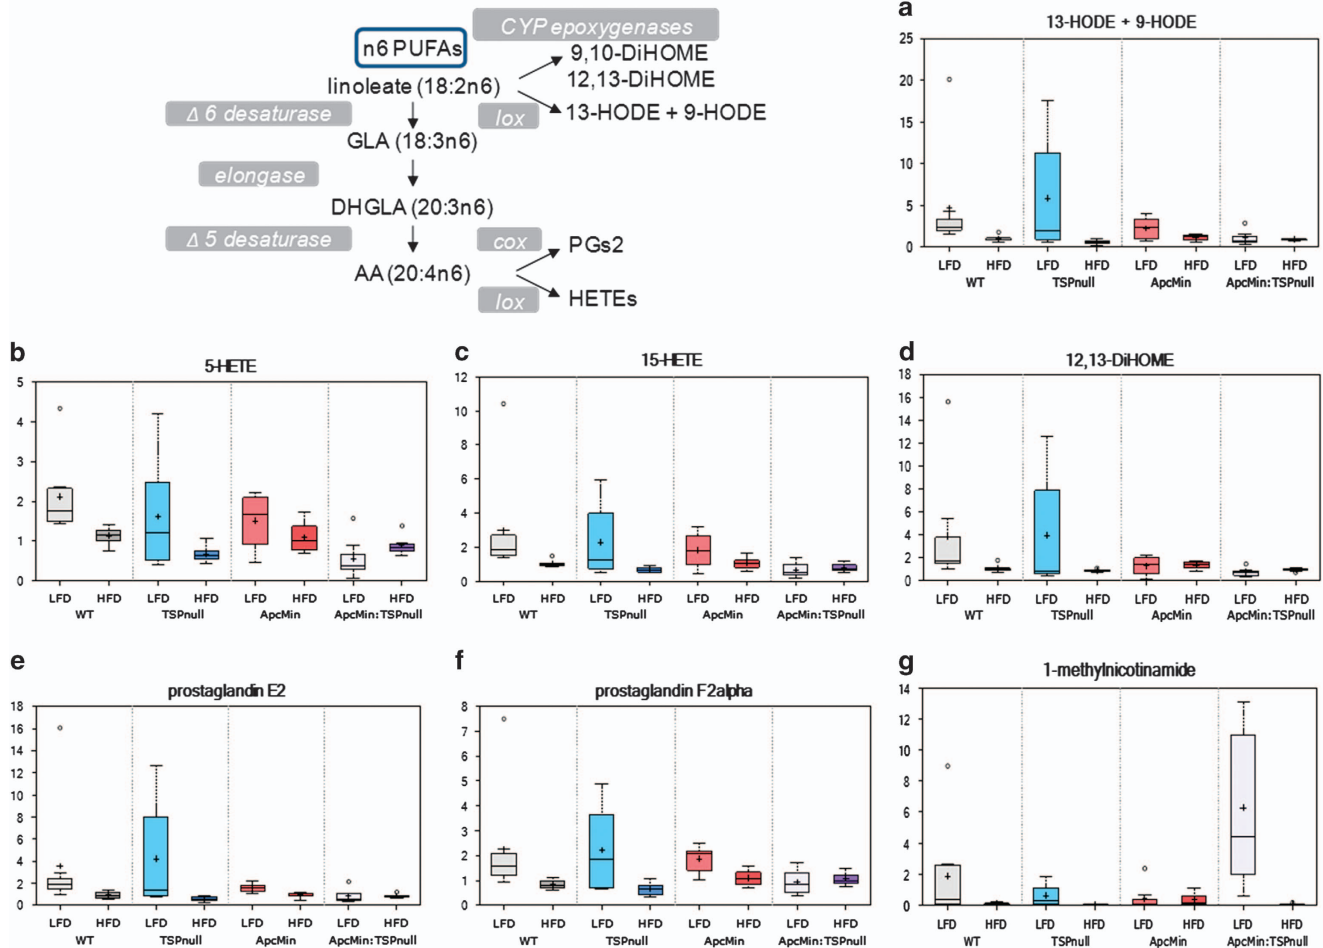 CYP epoxygenases
n6 PUFAs
9,10-DiHOME
linoleate (18:2n6)
12,13-DiHOME
Δ 6 desaturase
lox
13-HODE + 9-HODE
GLA (18:3n6)
elongase
DHGLA (20:3n6)
Δ 5 desaturase
cox
PGs2
AA (20:4n6)
lox
HETEs
a
13-HODE + 9-HODE
25
20
15
10
5
0
LFD HFD LFD HFD LFD HFD LFD HFD
WT TSPnull ApcMin ApcMin:TSPnull
b
5-HETE
5
4
3
2
1
0
LFD HFD LFD HFD LFD HFD LFD HFD
WT TSPnull ApcMin ApcMin:TSPnull
c
15-HETE
12
10
8
6
4
2
0
LFD HFD LFD HFD LFD HFD LFD HFD
WT TSPnull ApcMin ApcMin:TSPnull
d
12,13-DiHOME
18
16
14
12
10
8
6
4
2
0
LFD HFD LFD HFD LFD HFD LFD HFD
WT TSPnull ApcMin ApcMin:TSPnull
e
prostaglandin E2
18
16
14
12
10
8
6
4
2
0
LFD HFD LFD HFD LFD HFD LFD HFD
WT TSPnull ApcMin ApcMin:TSPnull
f
prostaglandin F2alpha
8
7
6
5
4
3
2
1
0
LFD HFD LFD HFD LFD HFD LFD HFD
WT TSPnull ApcMin ApcMin:TSPnull
g
1-methylnicotinamide
14
12
10
8
6
4
2
0
LFD HFD LFD HFD LFD HFD LFD HFD
WT TSPnull ApcMin ApcMin:TSPnull